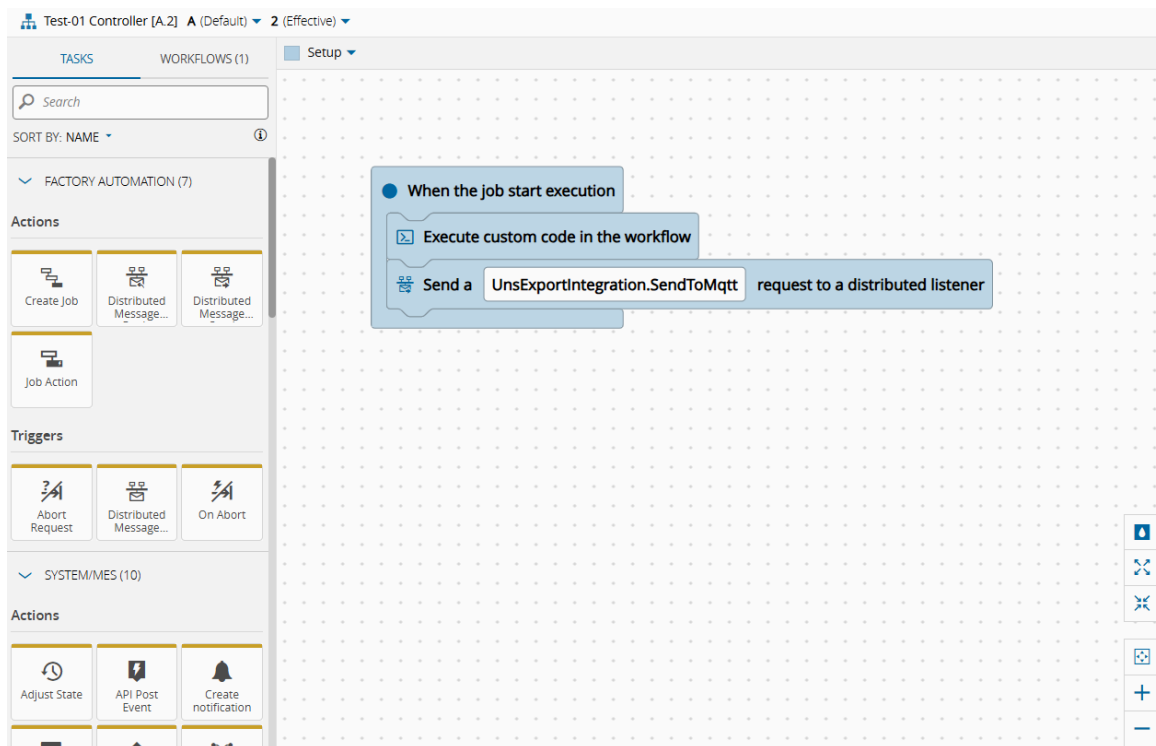 Test-01 Controller [A.2] A (Default) 2 (Effective)
TASKS WORKFLOWS (1)
Setup
Search
SORT BY: NAME
FACTORY AUTOMATION (7)
Actions
Create Job
Distributed Message...
Distributed Message...
Job Action
Triggers
Abort Request
Distributed Message...
On Abort
SYSTEM/MES (10)
Actions
Adjust State
API Post Event
Create notification
When the job start execution
Execute custom code in the workflow
Send a UnsExportIntegration.SendToMqtt request to a distributed listener